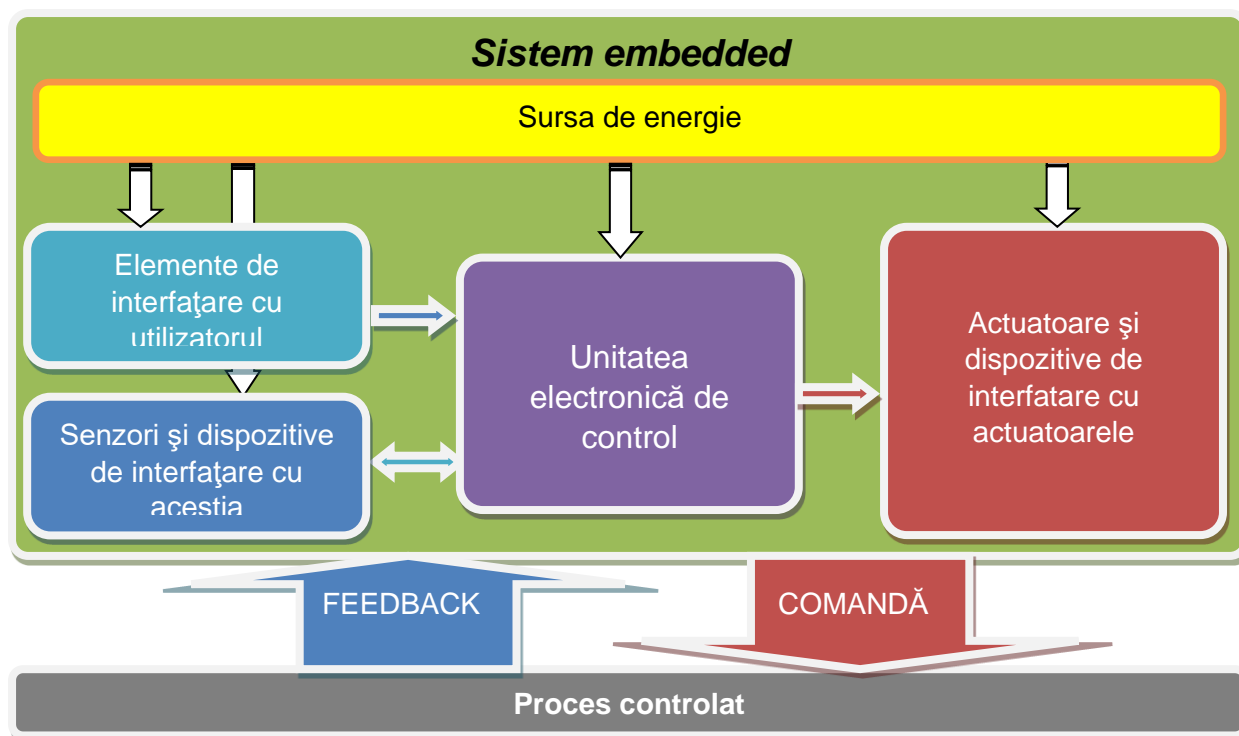 Sistem embedded
Sursa de energie
Elemente de
interfaţare cu
utilizatorul
Senzori şi dispozitive
de interfaţare cu
acestia
Unitatea
electronică de
control
Actuatoare şi
dispozitive de
interfatare cu
actuatoarele
FEEDBACK
COMANDĂ
Proces controlat